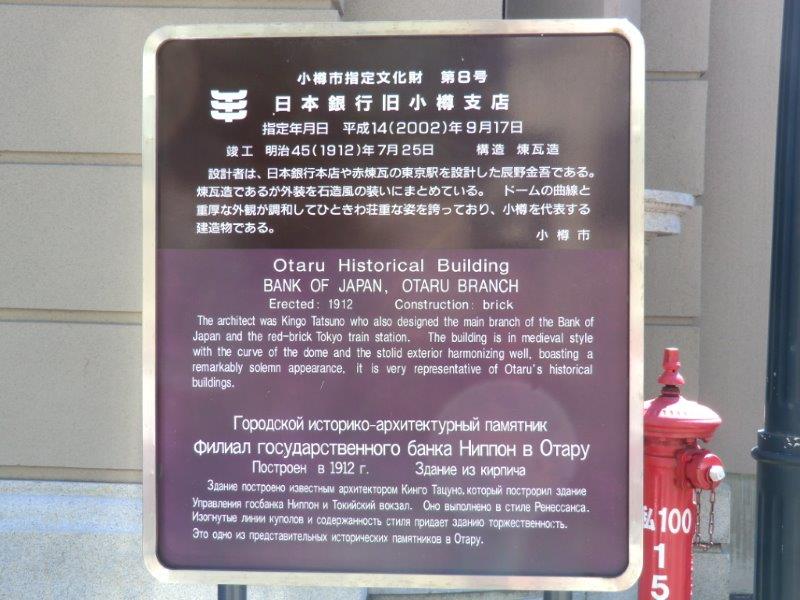 小樽市指定文化財 第8号
日本銀行旧小樽支店
指定年月日 平成14(2002)年9月17日
竣工 明治45(1912)年7月25日 構造 煉瓦造
設計者は、日本銀行本店や赤煉瓦の東京駅を設計した辰野金吾である。
煉瓦造であるが外装を石造風の装いにまとめている。 ドームの曲線と
重厚な外観が調和してひときわ荘重な姿を誇っており、小樽を代表する
建造物である。
小樽市
Otaru Historical Building
BANK OF JAPAN, OTARU BRANCH
Erected: 1912 Construction: brick
The architect was Kingo Tatsuno who also designed the main branch of the Bank of
Japan and the red-brick Tokyo train station. The building is in medieval style
with the curve of the dome and the stolid exterior harmonizing well, boasting a
remarkably solemn appearance, it is very representative of Otaru's historical
buildings.
Городской историко-архитектурный памятник
филиал государственного банка Ниппон в Отару
Построен в 1912 г. Здание из кирпича
Здание построено известным архитектором Кинго Тацуно, который построрил здание
Управления госбанка Ниппон и Токийский вокзал. Оно выполнено в стиле Ренессанса.
Изогнутые линии куполов и содержанность стиля придает зданию торжественность.
Это одно из представительных исторических памятников в Отару.
私 100
1
5